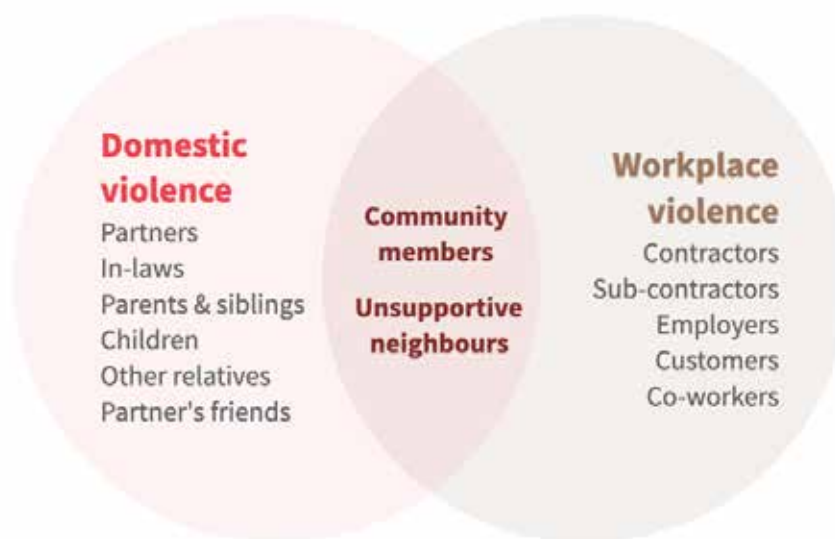 Domestic
violence
Partners
In-laws
Parents & siblings
Children
Other relatives
Partner's friends
Community
members
Unsupportive
neighbours
Workplace
violence
Contractors
Sub-contractors
Employers
Customers
Co-workers